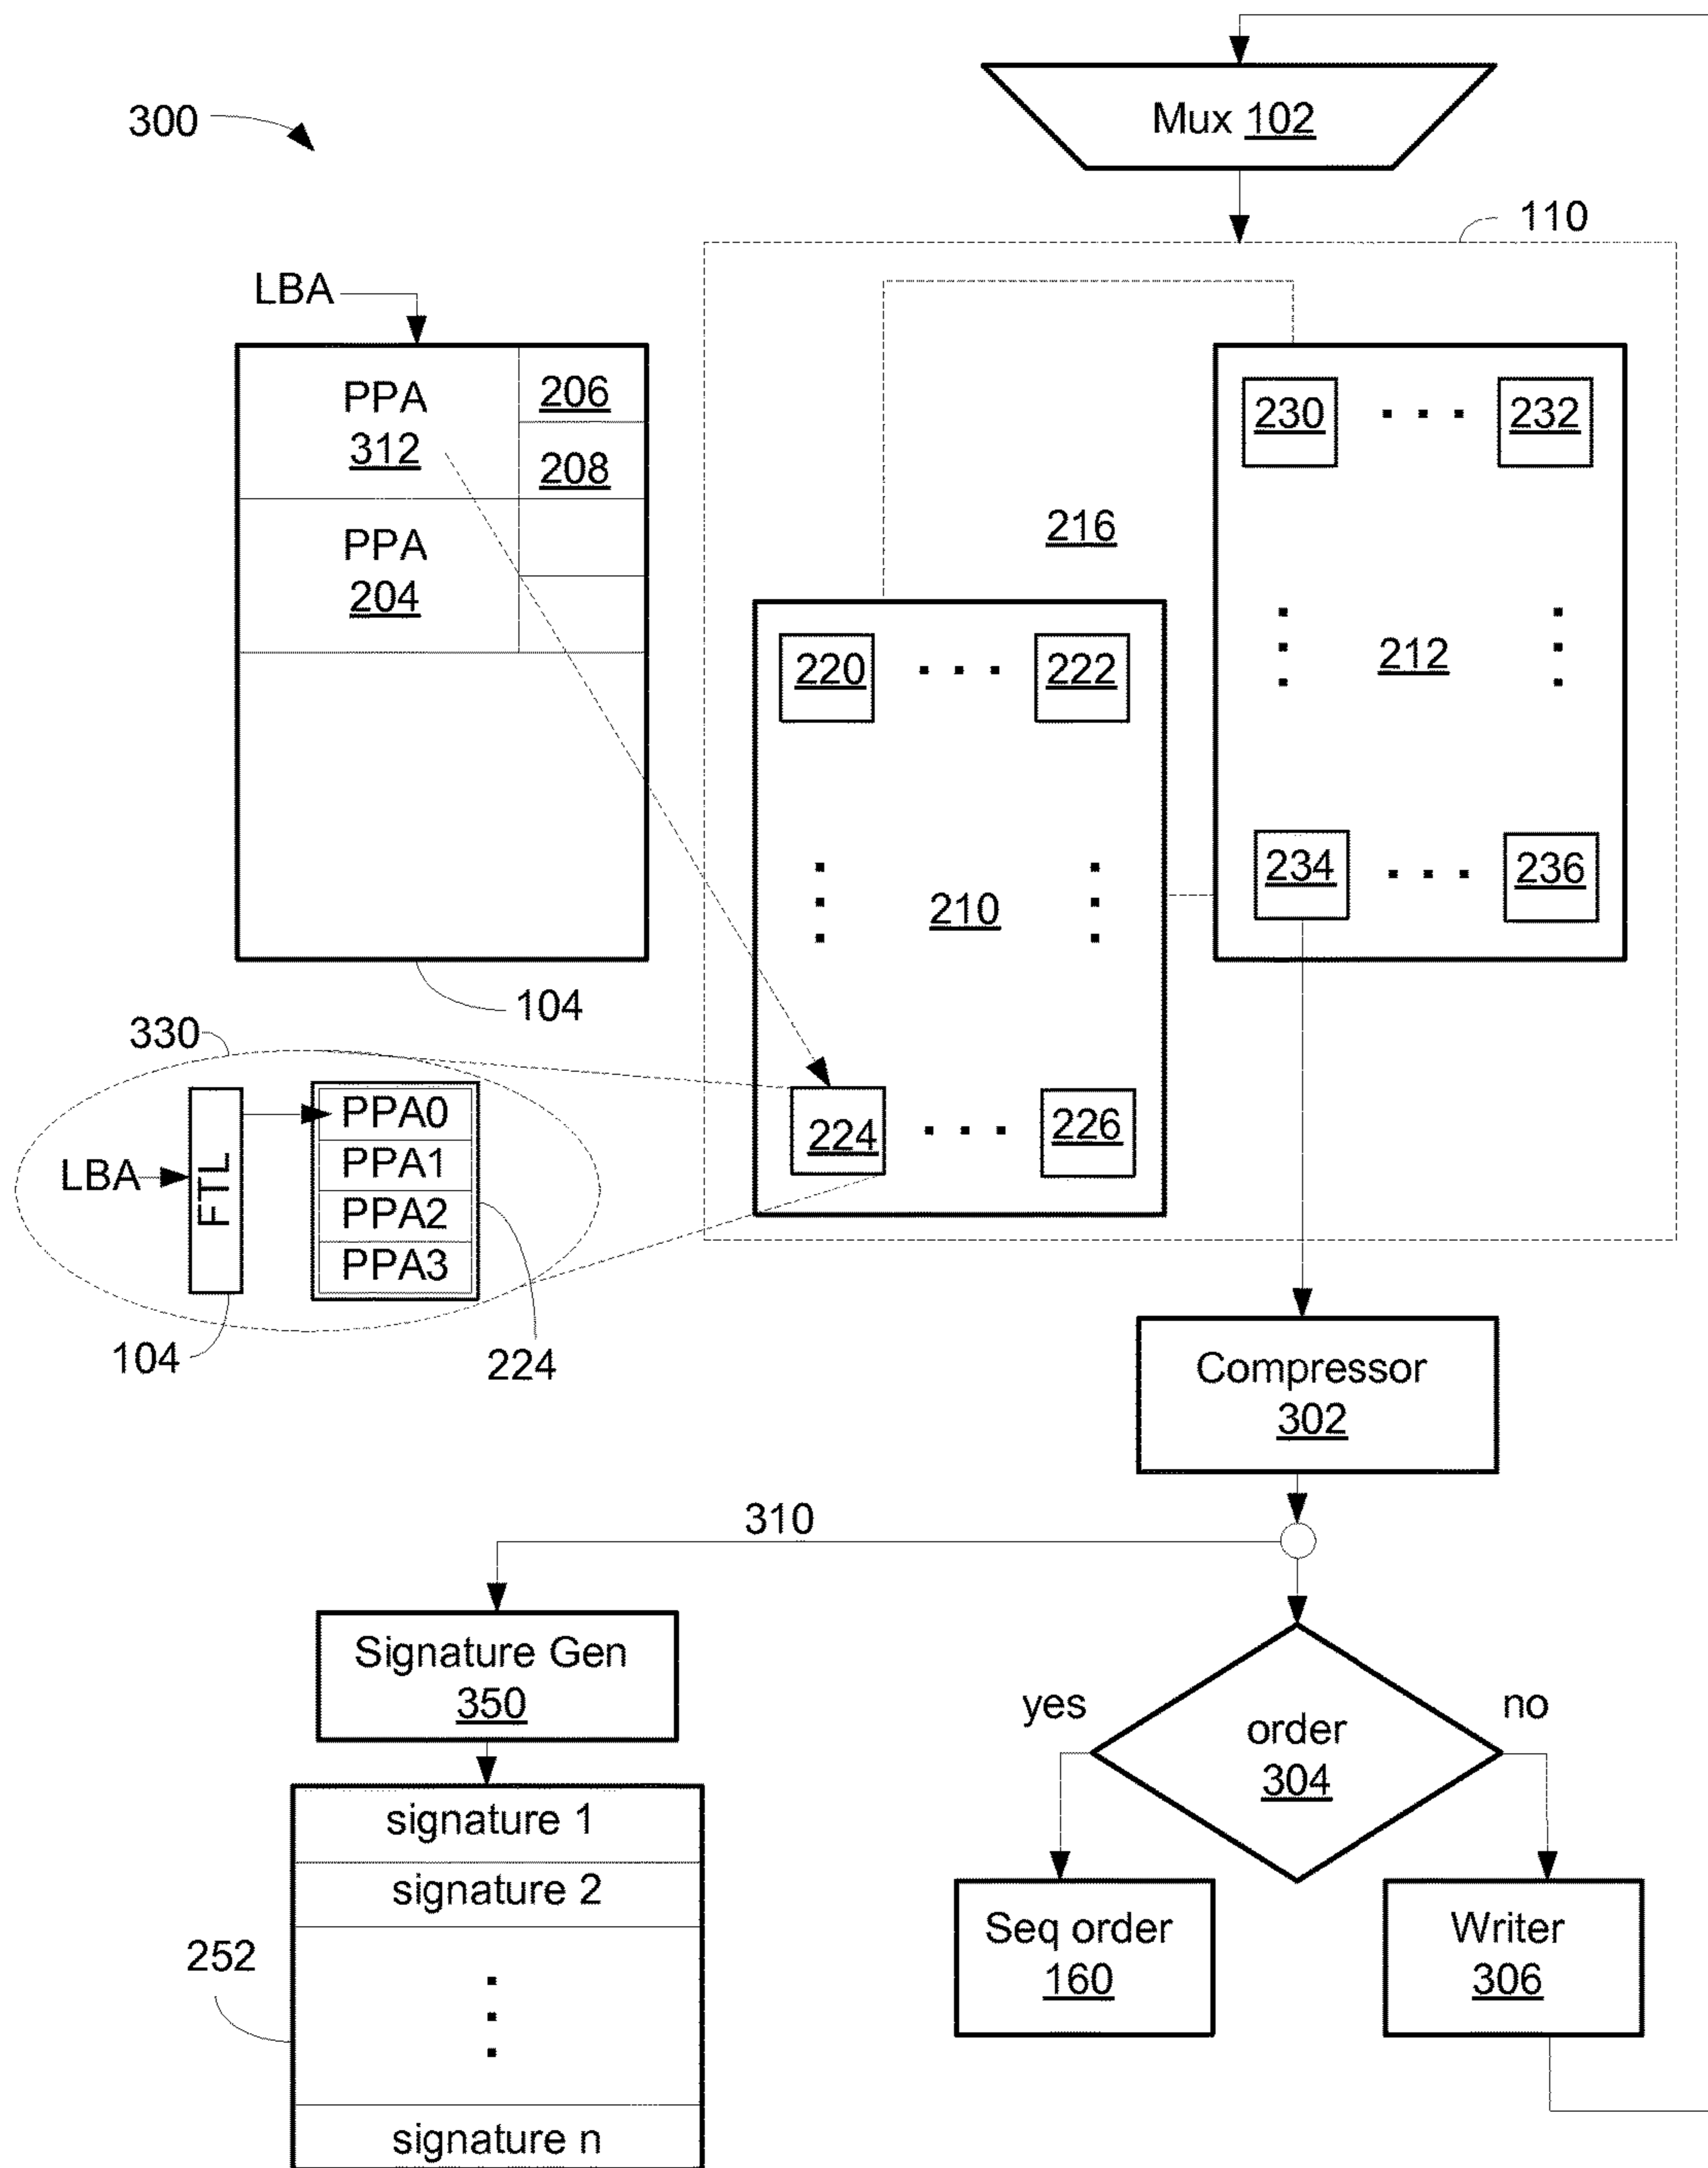 300
Mux 102
110
LBA
PPA
312
206
208
PPA
204
104
216
230
232
212
234
236
220
222
210
224
226
330
LBA
FTL
PPA0
PPA1
PPA2
PPA3
104
224
Compressor
302
310
Signature Gen
350
signature 1
signature 2
signature n
252
yes
order
304
no
Seq order
160
Writer
306